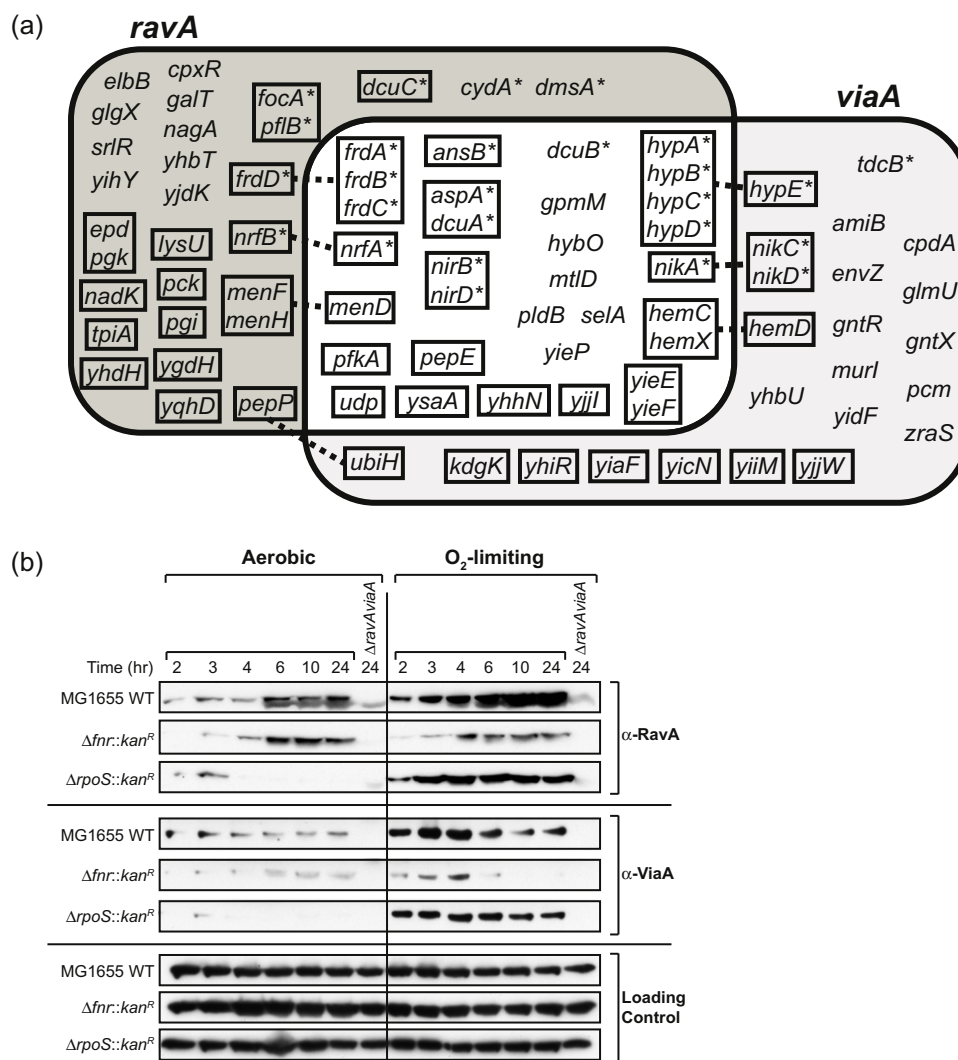 (a)
ravA
viaA
elbB
cpxR
glgX
galT
srlR
nagA
yihY
yhbT
yjdK
focA*
pflB*
dcuC*
cydA* dmsA*
frdD*
frdA*
frdB*
frdC*
ansB*
aspA*
dcuA*
dcuB*
gpmM
hybO
mtlD
pldB selA
yieP
hypA*
hypB*
hypC*
hypD*
hypE*
tdcB*
epd
pgk
lysU
nrfB*
nrfA*
nirB*
nirD*
nikA*
nikC*
nikD*
amiB
cpdA
envZ
glmU
nadK
pck
menF
menH
menD
hemC
hemX
hemD
gntR
gntX
tpiA
pgi
pfkA
pepE
murI
yhdH
ygdH
yieE
yieF
yhbU
pcm
yidF
zraS
yqhD
pepP
udp
ysaA
yhhN
yjjI
ubiH
kdgK
yhiR
yiaF
yicN
yiiM
yjjW
(b)
Aerobic
O2-limiting
ΔravAviaA
ΔravAviaA
Time (hr) 2 3 4 6 10 24 24 2 3 4 6 10 24 24
MG1655 WT
Δfnr::kanR
ΔrpoS::kanR
α-RavA
MG1655 WT
Δfnr::kanR
ΔrpoS::kanR
α-ViaA
MG1655 WT
Δfnr::kanR
ΔrpoS::kanR
Loading
Control